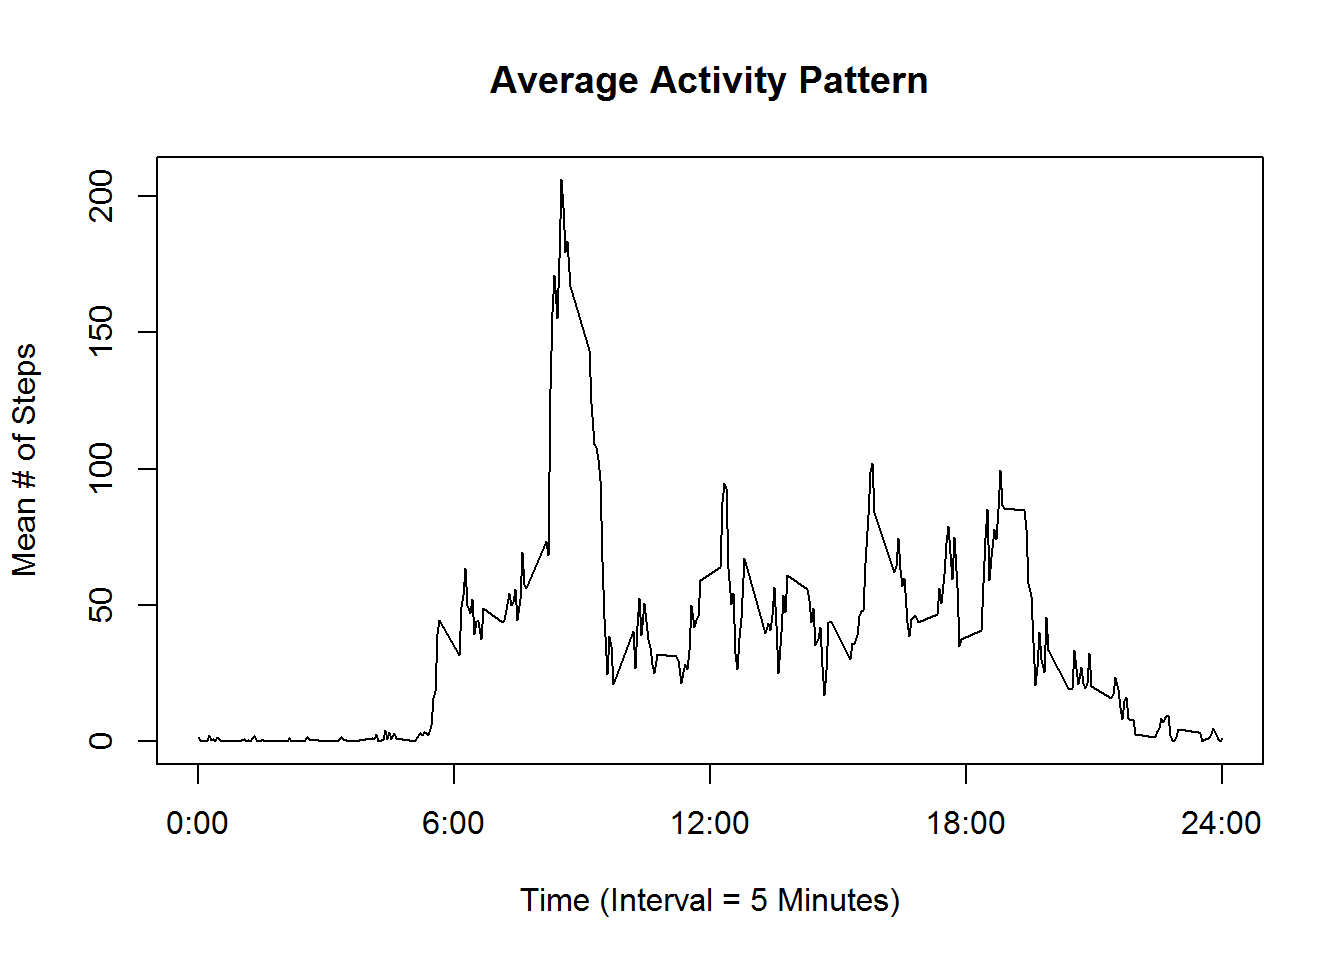 Average Activity Pattern
Mean # of Steps
200
150
100
50
0
0:00 6:00 12:00 18:00 24:00
Time (Interval = 5 Minutes)